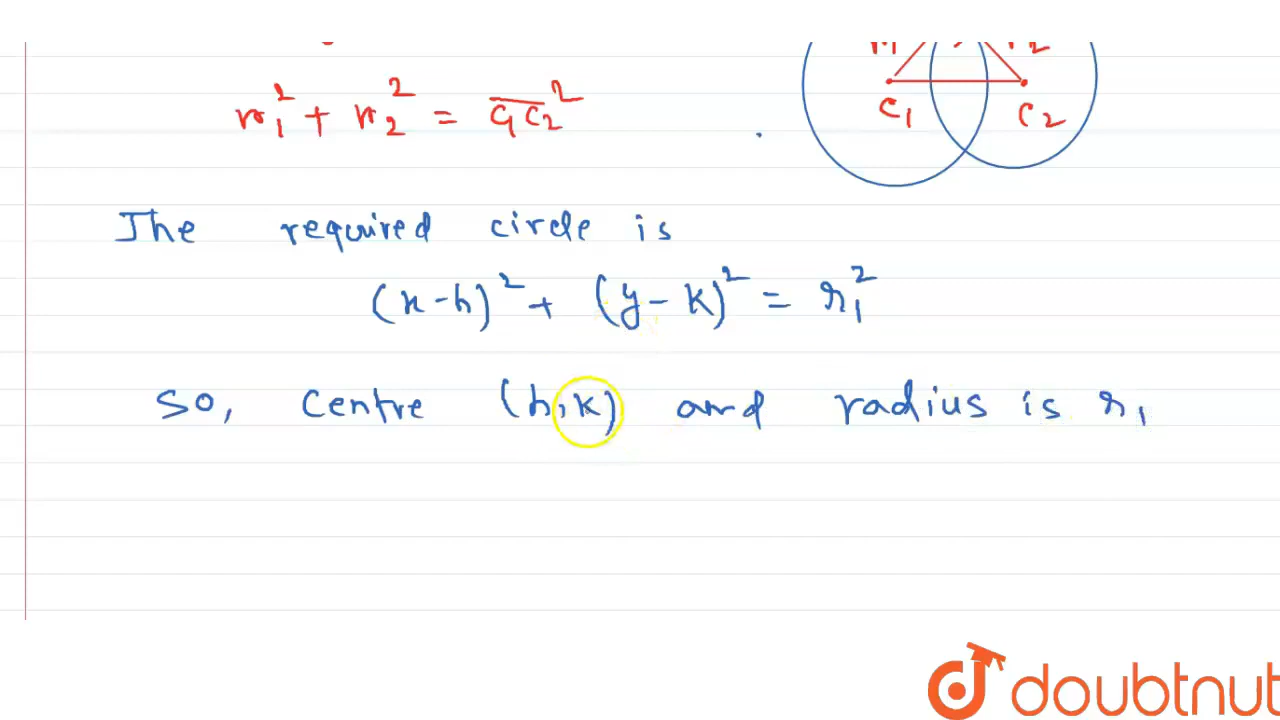 r₁² + r₂² = C₁C₂²
C₁
C₂
The required circle is
(x-h)² + (y-k)² = r₁²
So, centre (h,k) and radius is r₁
doubtnut